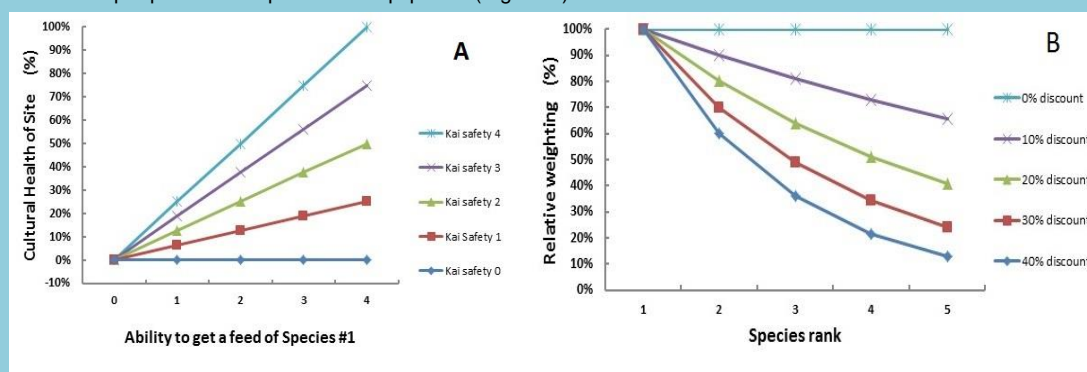 A
Cultural Health of Site (%)
100%
90%
80%
70%
60%
50%
40%
30%
20%
10%
0%
-10%
0 1 2 3 4
Ability to get a feed of Species #1
Kai safety 4
Kai safety 3
Kai safety 2
Kai Safety 1
Kai safety 0
B
Relative weighting (%)
100%
90%
80%
70%
60%
50%
40%
30%
20%
10%
0%
1 2 3 4 5
Species rank
0% discount
10% discount
20% discount
30% discount
40% discount